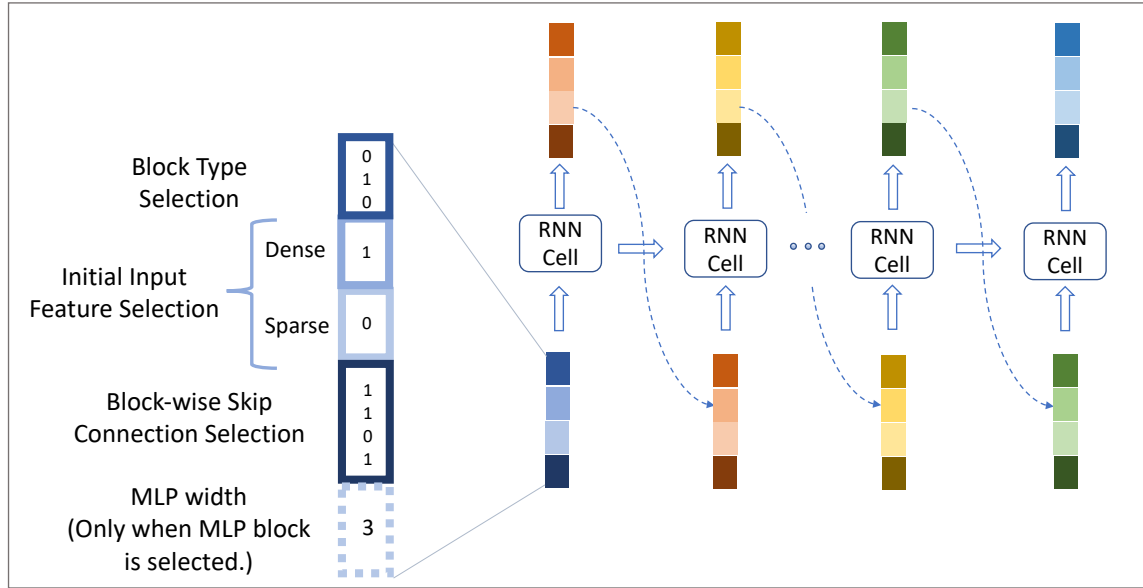 Block Type
Selection
0
1
0
Initial Input
Feature Selection
Dense
1
Sparse
0
Block-wise Skip
Connection Selection
1
1
0
1
MLP width
(Only when MLP block
is selected.)
3
RNN
Cell
RNN
Cell
RNN
Cell
RNN
Cell